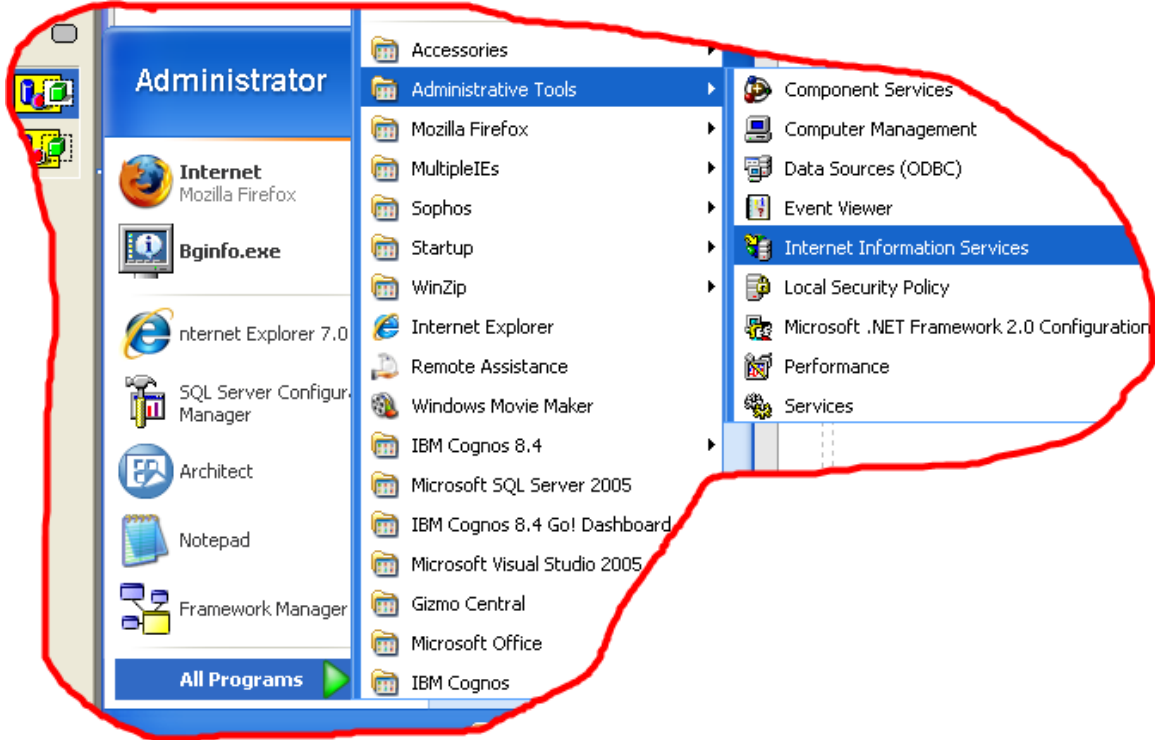 Administrator
Internet
Mozilla Firefox
Bginfo.exe
nternet Explorer 7.0
SQL Server Configur
Manager
Architect
Notepad
Framework Manager
All Programs
Accessories
Administrative Tools
Mozilla Firefox
MultipleIEs
Sophos
Startup
WinZip
Internet Explorer
Remote Assistance
Windows Movie Maker
IBM Cognos 8.4
Microsoft SQL Server 2005
IBM Cognos 8.4 Go! Dashboard
Microsoft Visual Studio 2005
Gizmo Central
Microsoft Office
IBM Cognos
Component Services
Computer Management
Data Sources (ODBC)
Event Viewer
Internet Information Services
Local Security Policy
Microsoft .NET Framework 2.0 Configuration
Performance
Services